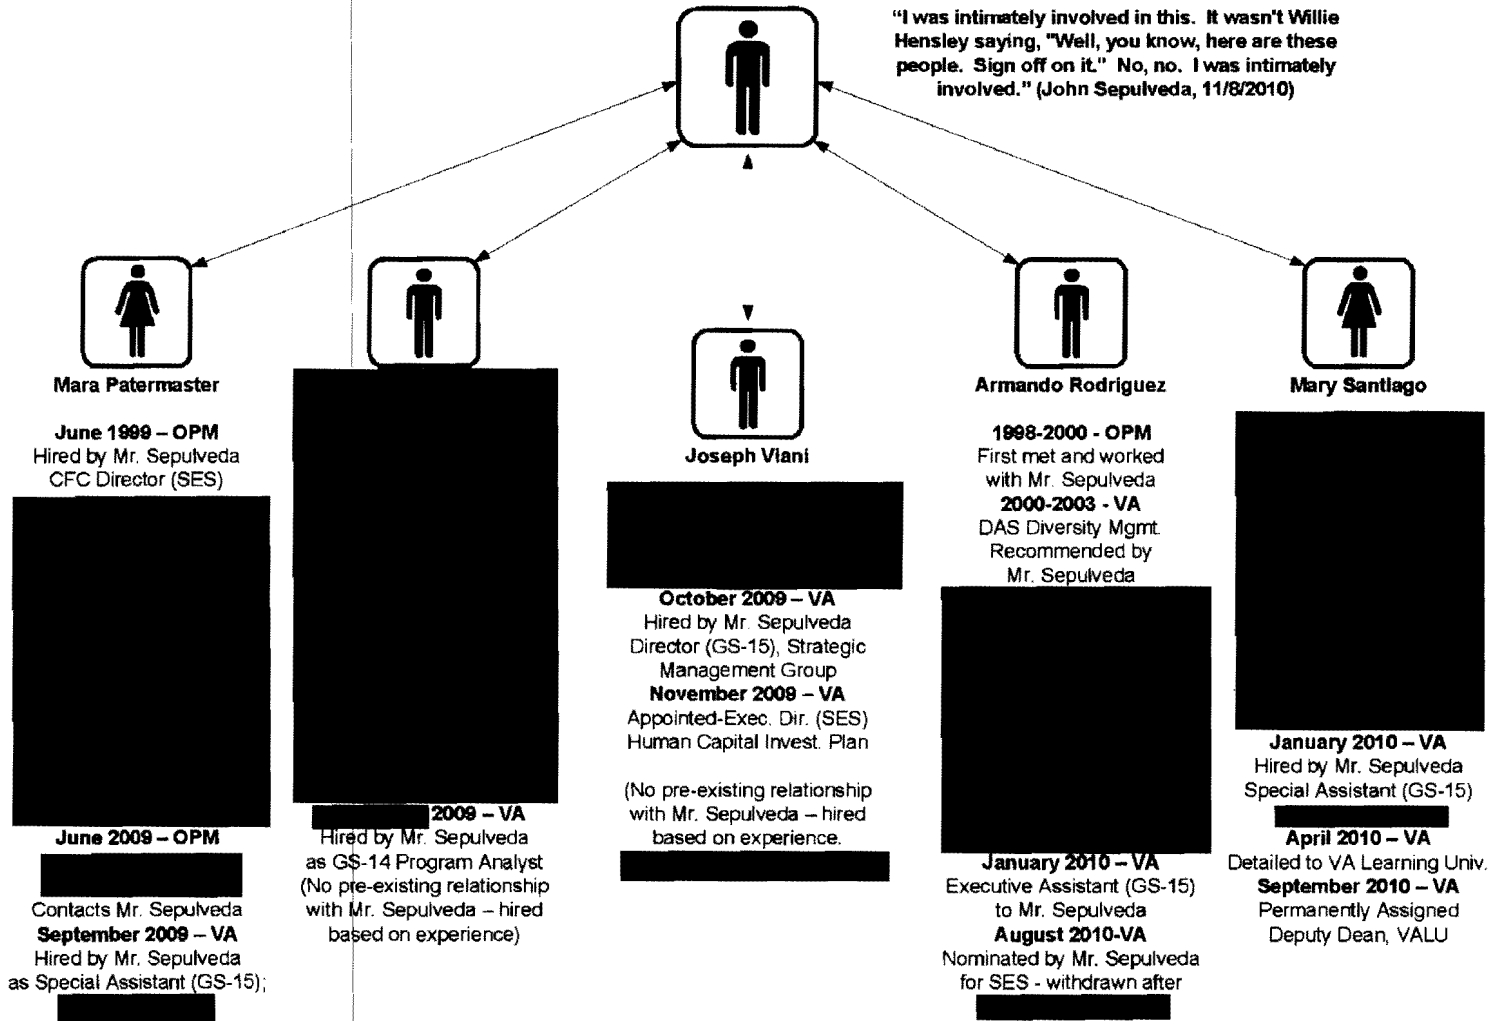 "I was intimately involved in this. It wasn't Willie
Hensley saying, "Well, you know, here are these
people. Sign off on it." No, no. I was intimately
involved." (John Sepulveda, 11/8/2010)
Mara Patermaster
June 1999 – OPM
Hired by Mr. Sepulveda
CFC Director (SES)
June 2009 – OPM
Contacts Mr. Sepulveda
September 2009 – VA
Hired by Mr. Sepulveda
as Special Assistant (GS-15);
2009 – VA
Hired by Mr. Sepulveda
as GS-14 Program Analyst
(No pre-existing relationship
with Mr. Sepulveda – hired
based on experience)
Joseph Viani
October 2009 – VA
Hired by Mr. Sepulveda
Director (GS-15), Strategic
Management Group
November 2009 – VA
Appointed-Exec. Dir. (SES)
Human Capital Invest. Plan
(No pre-existing relationship
with Mr. Sepulveda – hired
based on experience.
Armando Rodriguez
1998-2000 - OPM
First met and worked
with Mr. Sepulveda
2000-2003 - VA
DAS Diversity Mgmt.
Recommended by
Mr. Sepulveda
January 2010 – VA
Executive Assistant (GS-15)
to Mr. Sepulveda
August 2010-VA
Nominated by Mr. Sepulveda
for SES - withdrawn after
Mary Santiago
January 2010 – VA
Hired by Mr. Sepulveda
Special Assistant (GS-15)
April 2010 – VA
Detailed to VA Learning Univ.
September 2010 – VA
Permanently Assigned
Deputy Dean, VALU